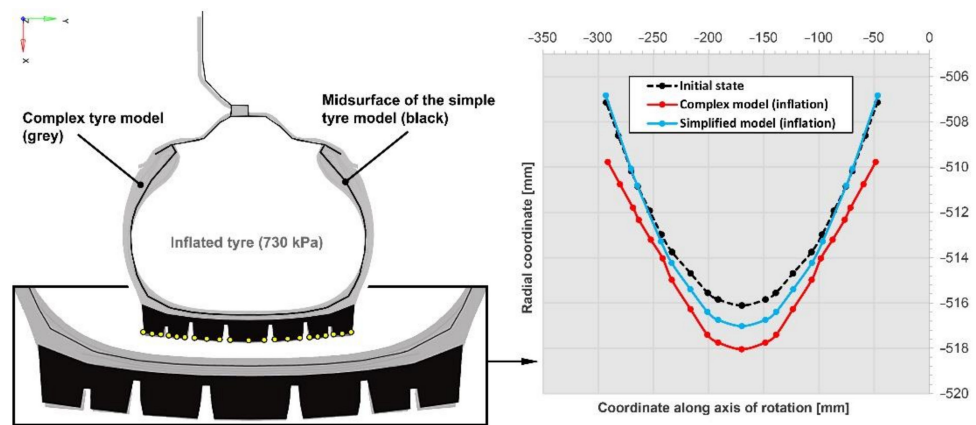 Z
Y
X
Complex tyre model
(grey)
Midsurface of the simple
tyre model (black)
Inflated tyre (730 kPa)
-350
-300
-250
-200
-150
-100
-50
0
Initial state
Complex model (inflation)
Simplified model (inflation)
-506
-508
-510
-512
-514
-516
-518
-520
Radial coordinate [mm]
Coordinate along axis of rotation [mm]